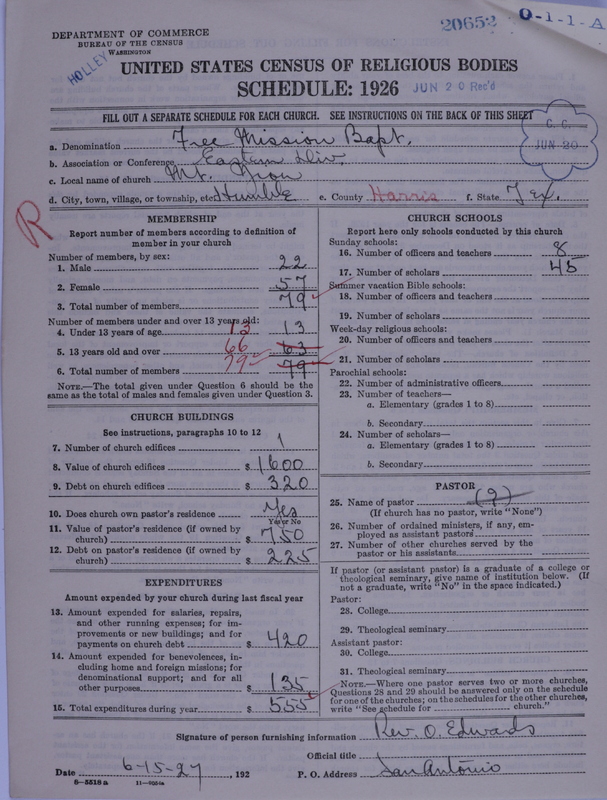 20652
O-1-1-A
DEPARTMENT OF COMMERCE
BUREAU OF THE CENSUS
WASHINGTON
HOLLEY
UNITED STATES CENSUS OF RELIGIOUS BODIES
SCHEDULE: 1926
JUN 20 Rec'd
FILL OUT A SEPARATE SCHEDULE FOR EACH CHURCH. SEE INSTRUCTIONS ON THE BACK OF THIS SHEET
C. C.
JUN 20
a. Denomination Free Mission Bapt.
b. Association or Conference Eastern Div.
c. Local name of church Mt. Zion
d. City, town, village, or township, etc. Humble e. County Harris f. State Tex.
R
MEMBERSHIP
Report number of members according to definition of
member in your church
Number of members, by sex:
1. Male 22
2. Female 57
3. Total number of members 79
Number of members under and over 13 years old:
4. Under 13 years of age 13 13
5. 13 years old and over 66 63
6. Total number of members 79 79
NOTE.—The total given under Question 6 should be the
same as the total of males and females given under Question 3.
CHURCH BUILDINGS
See instructions, paragraphs 10 to 12
7. Number of church edifices 1
8. Value of church edifices $ 1600
9. Debt on church edifices $ 320
10. Does church own pastor's residence Yes
Yes or No
11. Value of pastor's residence (if owned by
church) $ 750
12. Debt on pastor's residence (if owned by
church) $ 225
EXPENDITURES
Amount expended by your church during last fiscal year
13. Amount expended for salaries, repairs,
and other running expenses; for im-
provements or new buildings; and for
payments on church debt $ 420
14. Amount expended for benevolences, in-
cluding home and foreign missions; for
denominational support; and for all
other purposes $ 135
15. Total expenditures during year $ 555
CHURCH SCHOOLS
Report here only schools conducted by this church
Sunday schools:
16. Number of officers and teachers 8
17. Number of scholars 45
Summer vacation Bible schools:
18. Number of officers and teachers
19. Number of scholars
Week-day religious schools:
20. Number of officers and teachers
21. Number of scholars
Parochial schools:
22. Number of administrative officers
23. Number of teachers—
a. Elementary (grades 1 to 8)
b. Secondary
24. Number of scholars—
a. Elementary (grades 1 to 8)
b. Secondary
PASTOR
25. Name of pastor (?)
(If church has no pastor, write "None")
26. Number of ordained ministers, if any, em-
ployed as assistant pastors
27. Number of other churches served by the
pastor or his assistants
If pastor (or assistant pastor) is a graduate of a college or
theological seminary, give name of institution below. (If
not a graduate, write "No" in the space indicated.)
Pastor:
28. College
29. Theological seminary
Assistant pastor:
30. College
31. Theological seminary
NOTE.—Where one pastor serves two or more churches,
Questions 28 and 29 should be answered only on the schedule
for one of the churches; on the schedules for the other churches,
write "See schedule for church."
Signature of person furnishing information Rev. O. Edwards
Official title
Date 6-15-27, 192 P. O. Address San Antonio
8-5518 a